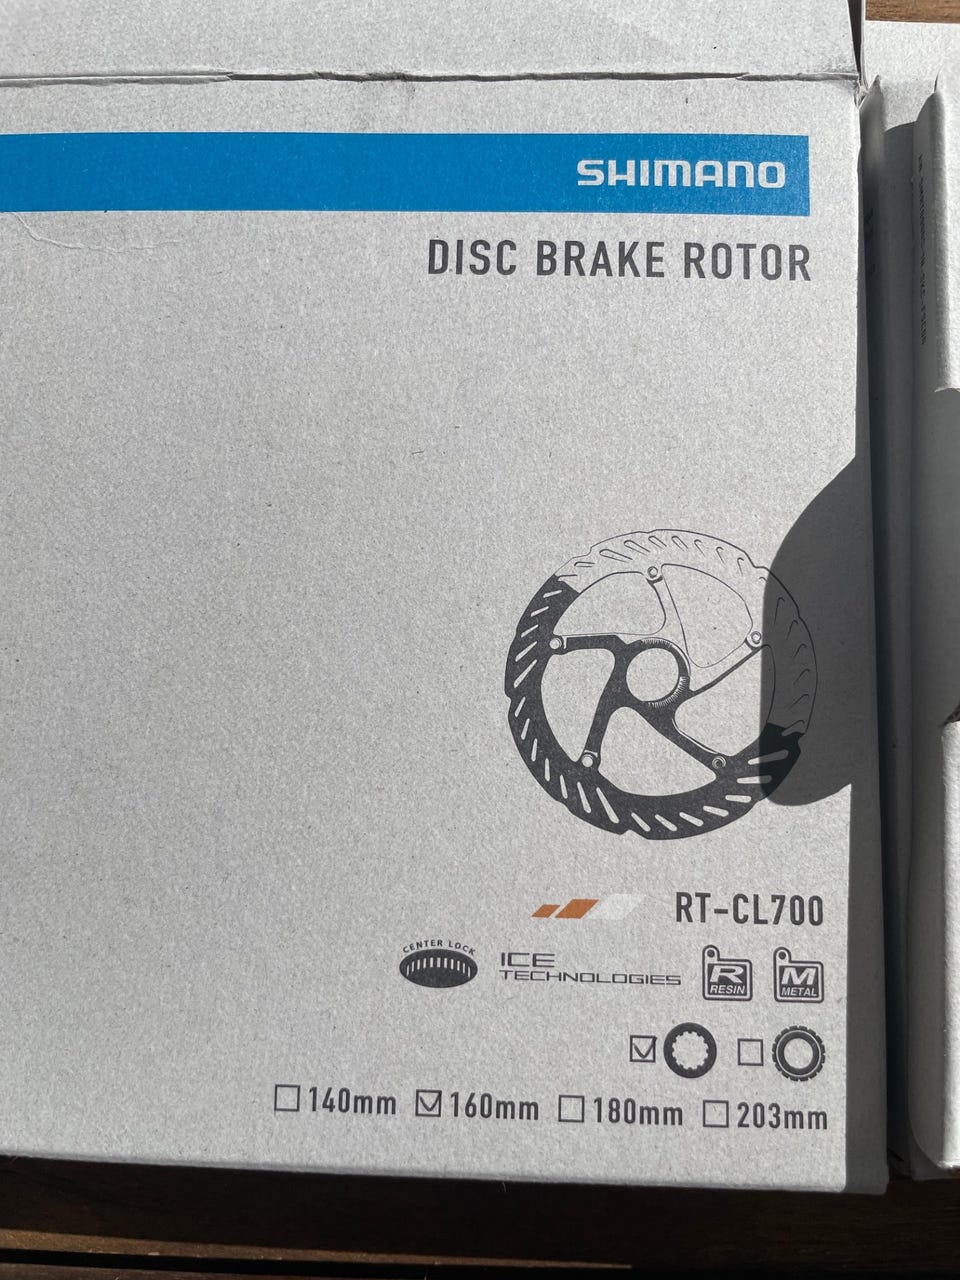 SHIMANO
DISC BRAKE ROTOR
RT-CL700
CENTER LOCK
ICE
TECHNOLOGIES
R
RESIN
M
METAL
140mm 160mm 180mm 203mm